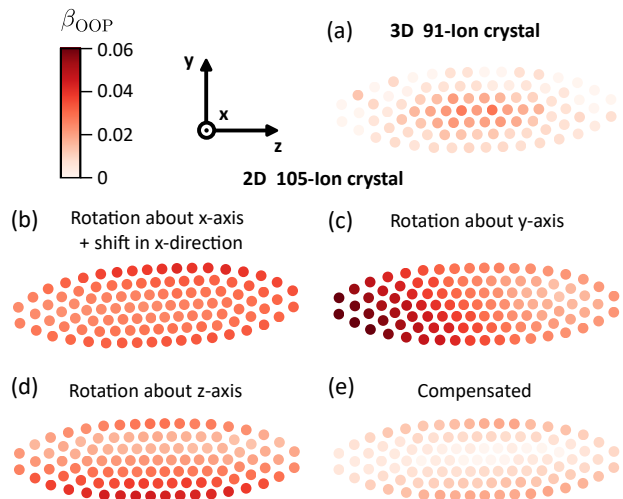 β_OOP
0.06
0.04
0.02
0
y
x
z
(a)
3D 91-Ion crystal
2D 105-Ion crystal
(b)
Rotation about x-axis
+ shift in x-direction
(c)
Rotation about y-axis
(d)
Rotation about z-axis
(e)
Compensated